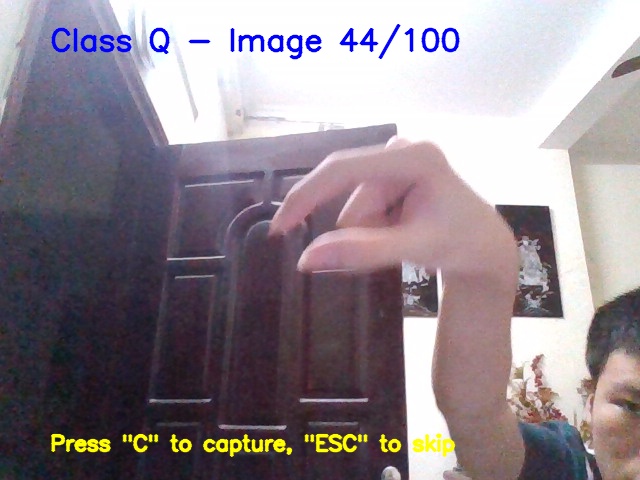 Class Q - Image 44/100
Press "C" to capture, "ESC" to skip